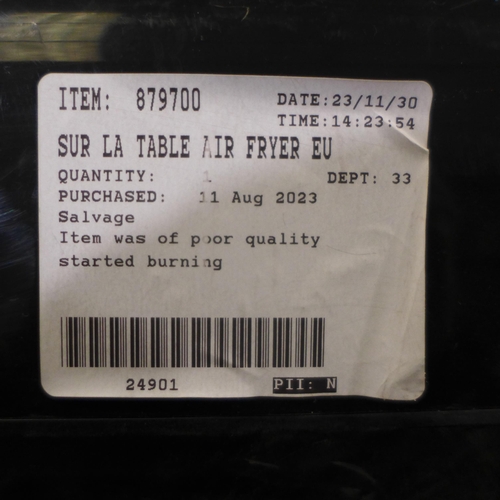 ITEM: 879700
DATE:23/11/30
TIME:14:23:54
SUR LA TABLE AIR FRYER EU
QUANTITY: 1
DEPT: 33
PURCHASED: 11 Aug 2023
Salvage
Item was of poor quality
started burning
24901
PII: N